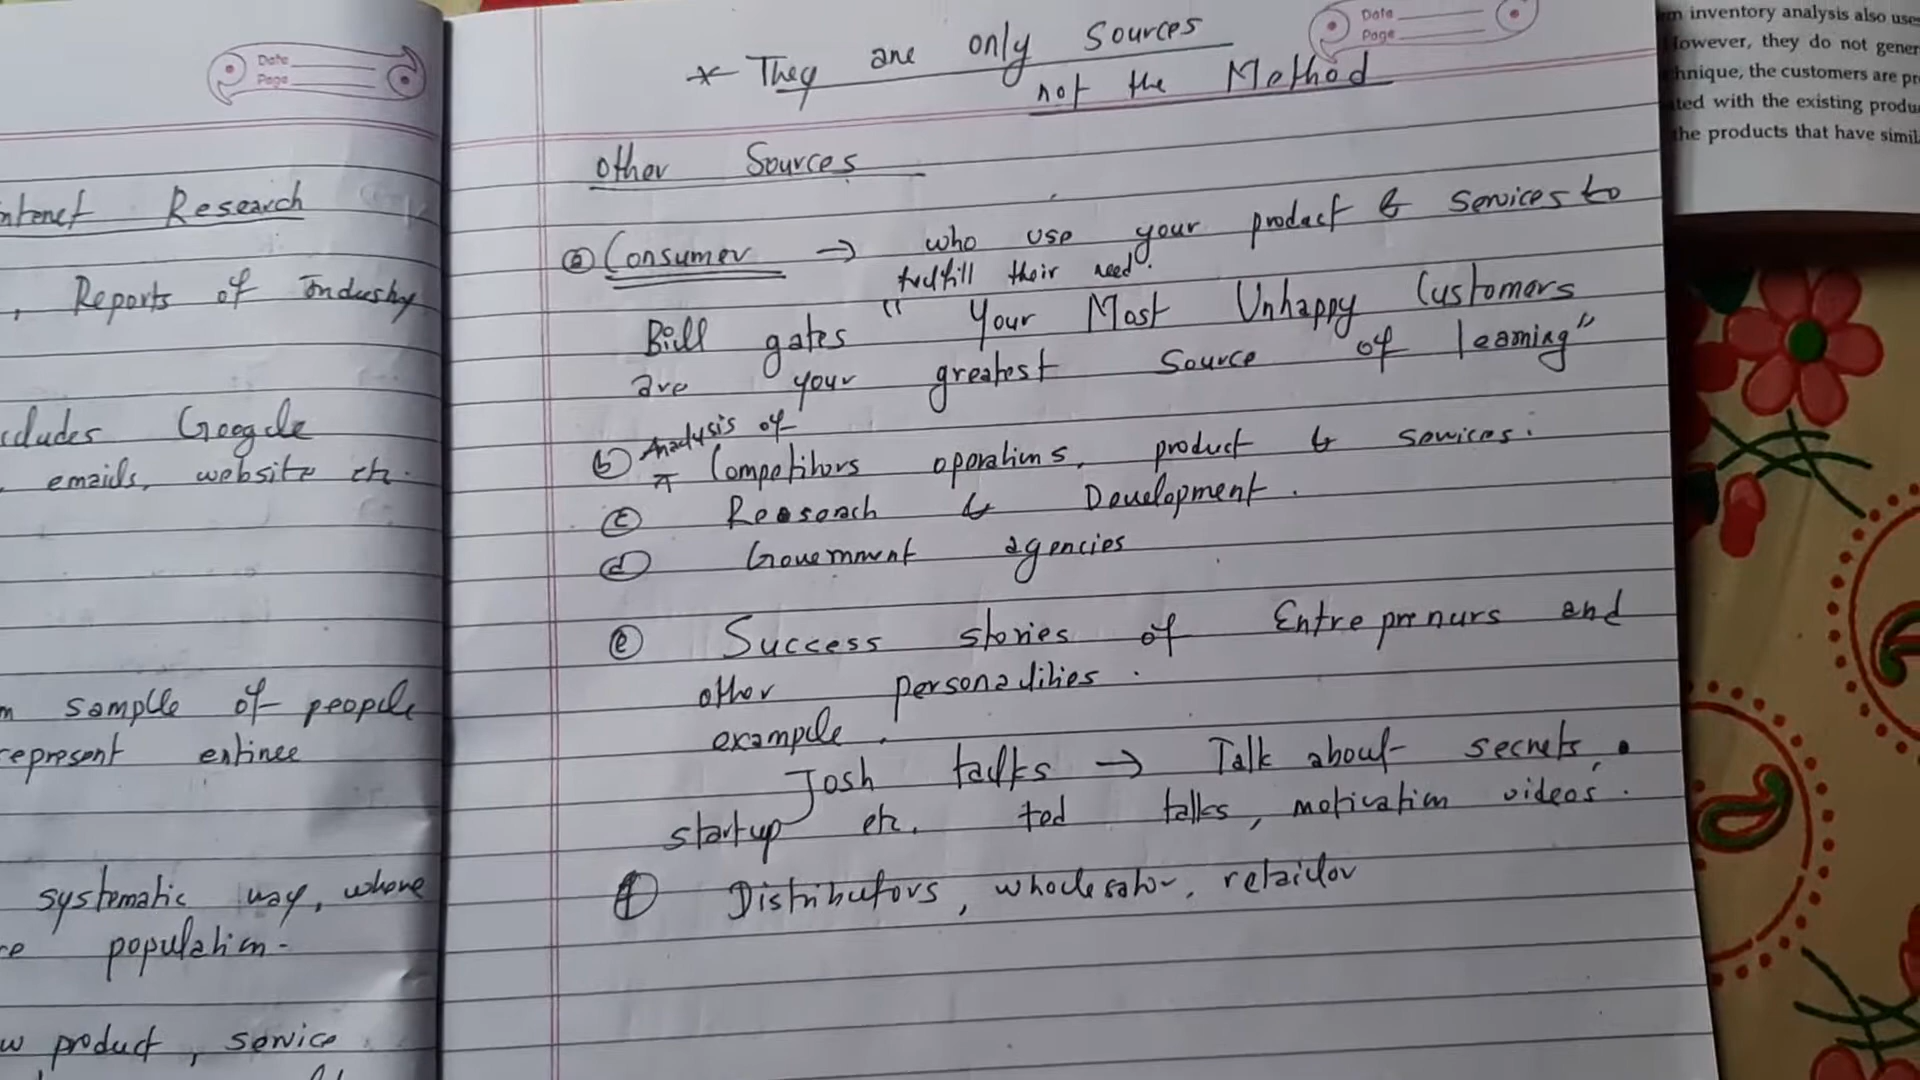 Date
Page
ntenet Research
, Reports of Industry
cludes Google
emails, website etc.
sample of people
represent entire
systematic way, where
population-
w product, service
Date
Page
* They are only Sources
not the Method
Other Sources
(a) Consumer → who use your product & Services to
fulfill their need.
Bill gates " Your Most Unhappy Customers
are your greatest Source of learning"
(b) Analysis of
Competitors operations, product & services.
(c) Research & Development.
(d) Government agencies
(e) Success stories of Entreprenurs and
other personalities.
example.
Josh talks → Talk about secrets,
startup etc. ted talks, motivation videos.
(f) Distributors, wholesaler, retailor
m inventory analysis also use
However, they do not gener
hnique, the customers are pr
ated with the existing produ
the products that have simil